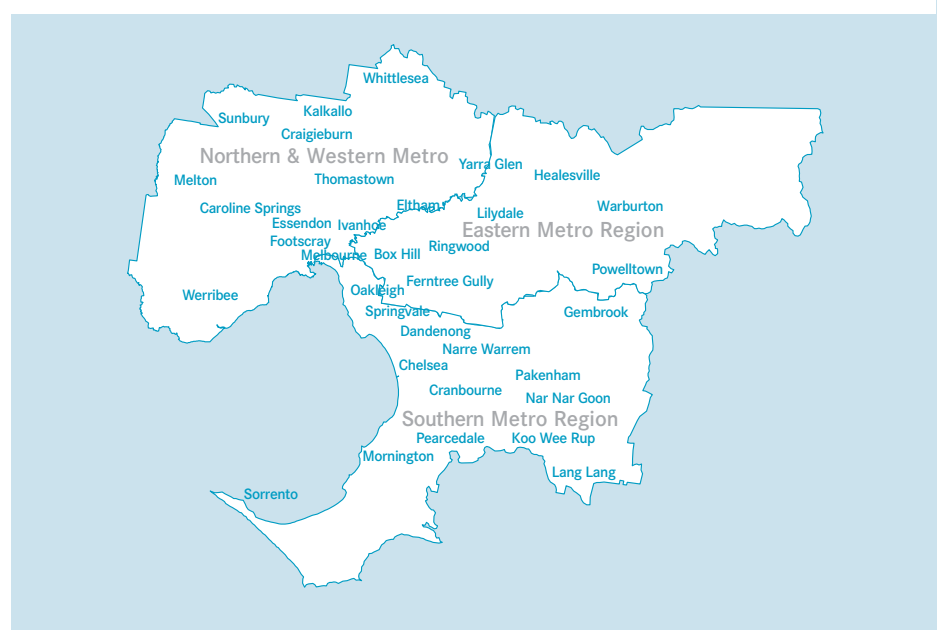 Whittlesea
Kalkallo
Sunbury
Craigieburn
Northern & Western Metro
Yarra Glen
Healesville
Melton
Thomastown
Eltham
Caroline Springs
Lilydale
Warburton
Essendon
Ivanhoe
Eastern Metro Region
Footscray
Ringwood
Melbourne
Box Hill
Powelltown
Ferntree Gully
Oakleigh
Werribee
Springvale
Gembrook
Dandenong
Narre Warrem
Chelsea
Pakenham
Cranbourne
Nar Nar Goon
Southern Metro Region
Pearcedale
Koo Wee Rup
Mornington
Lang Lang
Sorrento